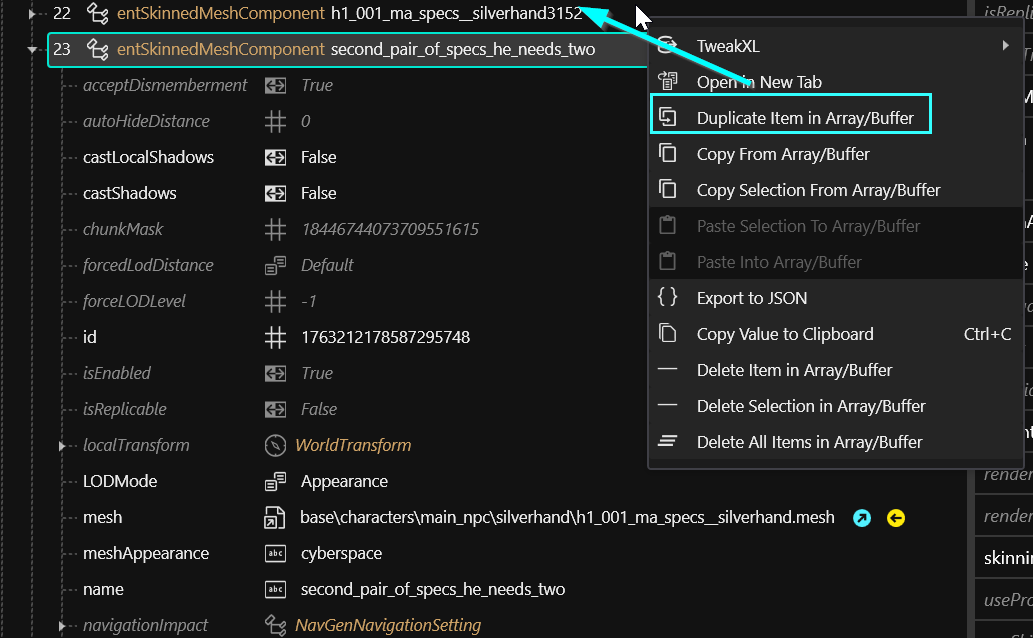 22 entSkinnedMeshComponent h1_001_ma_specs__silverhand3152
23 entSkinnedMeshComponent second_pair_of_specs_he_needs_two
acceptDismemberment True
autoHideDistance 0
castLocalShadows False
castShadows False
chunkMask 18446744073709551615
forcedLodDistance Default
forceLODLevel -1
id 1763212178587295748
isEnabled True
isReplicable False
localTransform WorldTransform
LODMode Appearance
mesh base\characters\main_npc\silverhand\h1_001_ma_specs__silverhand.mesh
meshAppearance abc cyberspace
name abc second_pair_of_specs_he_needs_two
navigationImpact NavGenNavigationSetting
TweakXL
Open in New Tab
Duplicate Item in Array/Buffer
Copy From Array/Buffer
Copy Selection From Array/Buffer
Paste Selection To Array/Buffer
Paste Into Array/Buffer
Export to JSON
Copy Value to Clipboard Ctrl+C
Delete Item in Array/Buffer
Delete Selection in Array/Buffer
Delete All Items in Array/Buffer
isRepli
render
render
skinnin
usePro